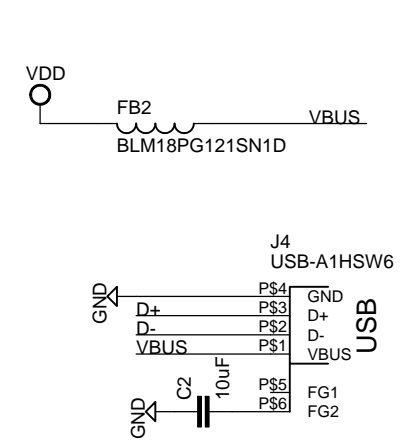 VDD
FB2
VBUS
BLM18PG121SN1D
J4
USB-A1HSW6
GND
P$4
GND
D+
P$3
D+
D-
P$2
D-
VBUS
P$1
VBUS
USB
C2
10uF
P$5
FG1
GND
P$6
FG2